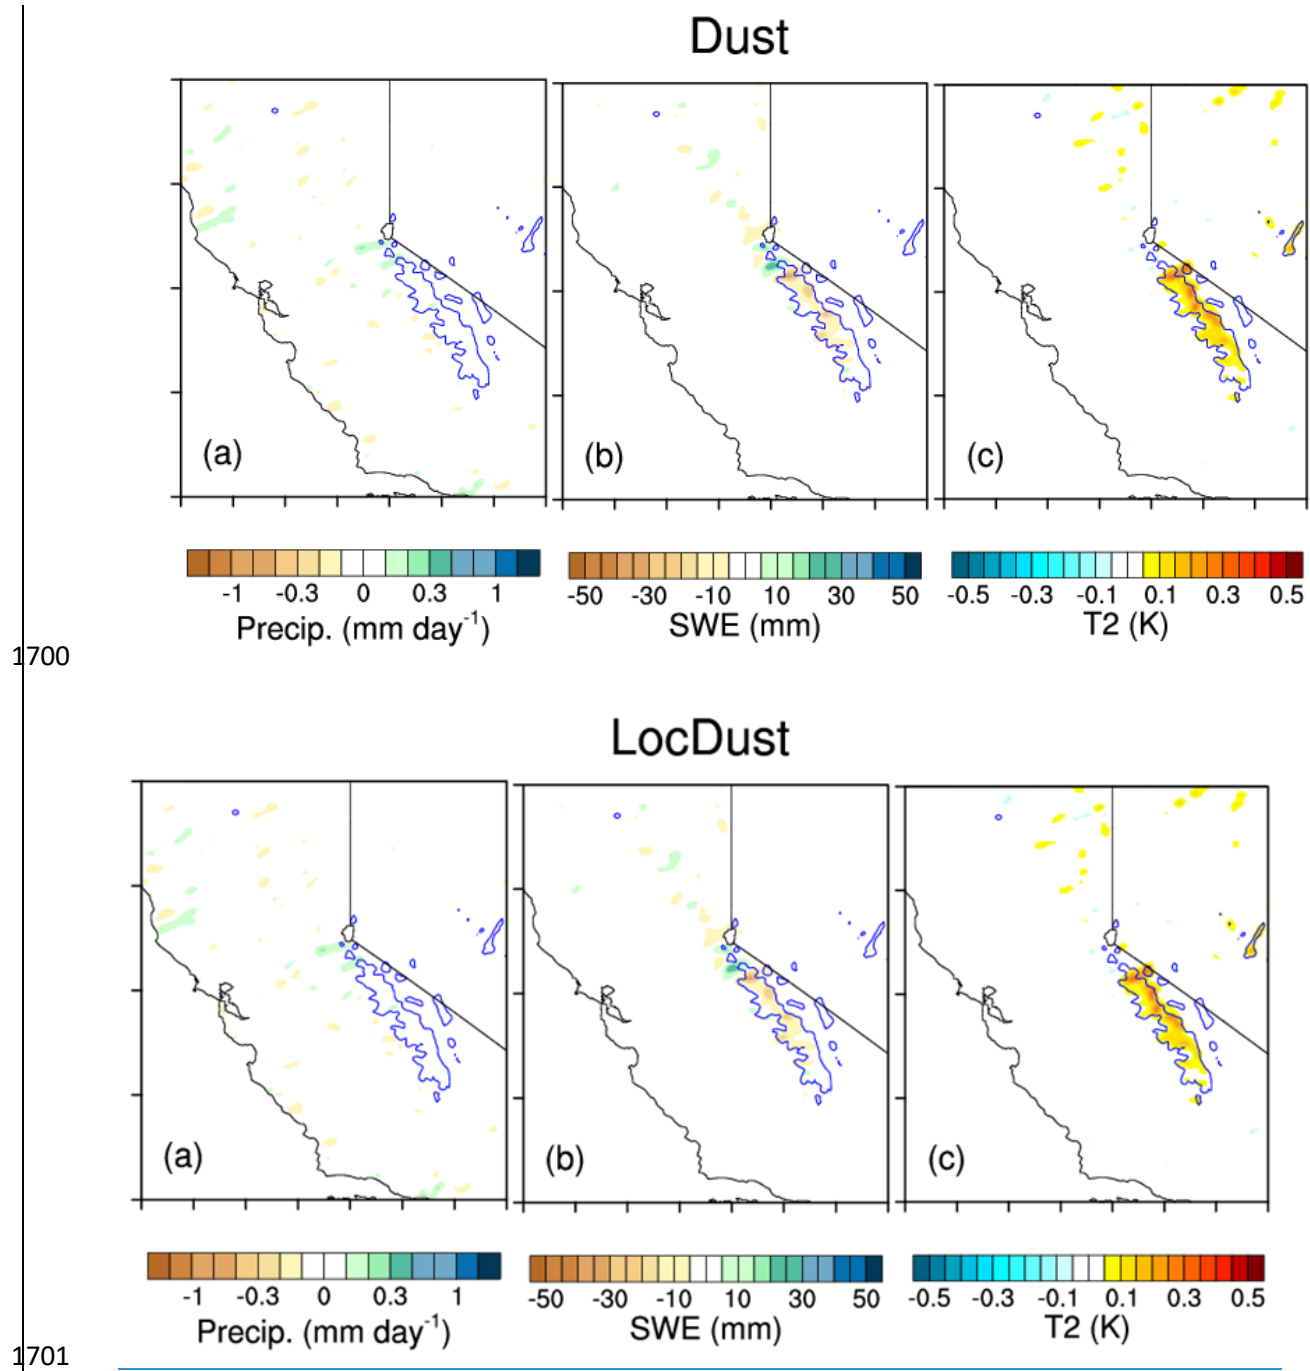 Dust
(a) (b) (c)
-1 -0.3 0 0.3 1 -50 -30 -10 10 30 50 -0.5 -0.3 -0.1 0.1 0.3 0.5
Precip. (mm day-1) SWE (mm) T2 (K)
1700
LocDust
(a) (b) (c)
-1 -0.3 0 0.3 1 -50 -30 -10 10 30 50 -0.5 -0.3 -0.1 0.1 0.3 0.5
Precip. (mm day-1) SWE (mm) T2 (K)
1701